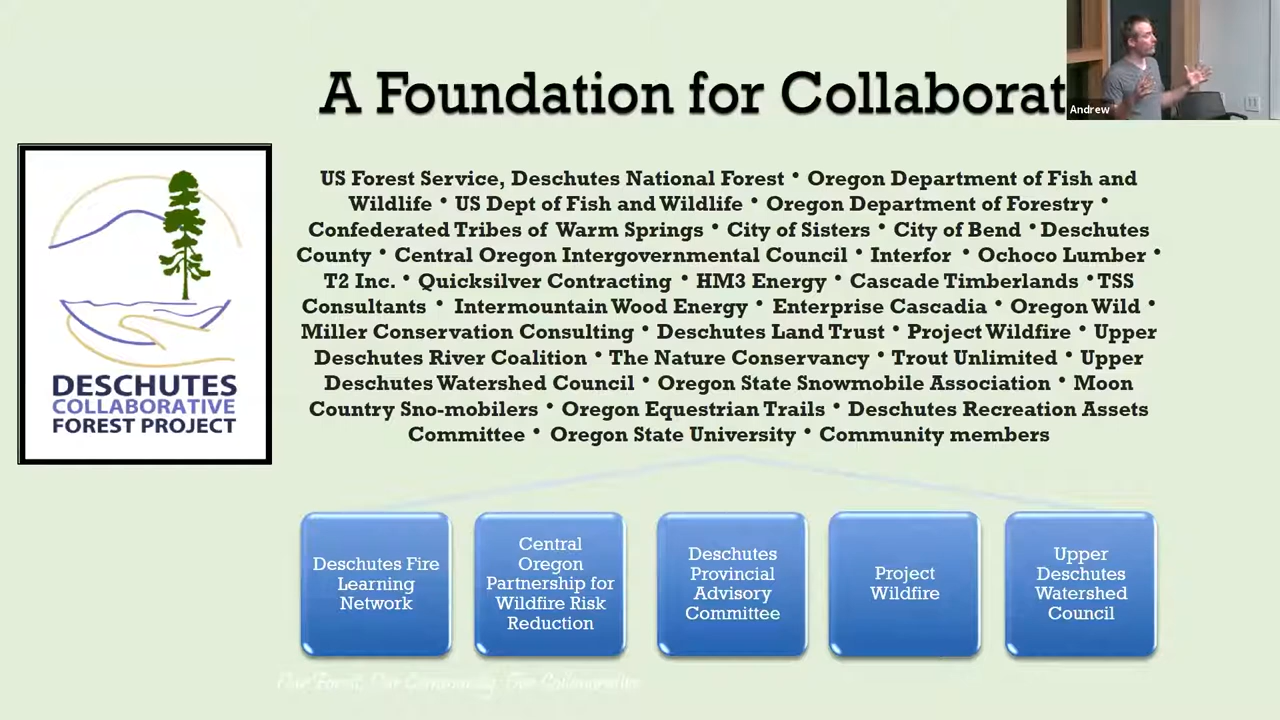 A Foundation for Collaborat
Andrew
US Forest Service, Deschutes National Forest • Oregon Department of Fish and
Wildlife • US Dept of Fish and Wildlife • Oregon Department of Forestry •
Confederated Tribes of Warm Springs • City of Sisters • City of Bend • Deschutes
County • Central Oregon Intergovernmental Council • Interfor • Ochoco Lumber •
T2 Inc. • Quicksilver Contracting • HM3 Energy • Cascade Timberlands • TSS
Consultants • Intermountain Wood Energy • Enterprise Cascadia • Oregon Wild •
Miller Conservation Consulting • Deschutes Land Trust • Project Wildfire • Upper
Deschutes River Coalition • The Nature Conservancy • Trout Unlimited • Upper
Deschutes Watershed Council • Oregon State Snowmobile Association • Moon
Country Sno-mobilers • Oregon Equestrian Trails • Deschutes Recreation Assets
Committee • Oregon State University • Community members
DESCHUTES
COLLABORATIVE
FOREST PROJECT
Deschutes Fire
Learning
Network
Central
Oregon
Partnership for
Wildfire Risk
Reduction
Deschutes
Provincial
Advisory
Committee
Project
Wildfire
Upper
Deschutes
Watershed
Council
Our Forest, Our Community, Our Collaborative